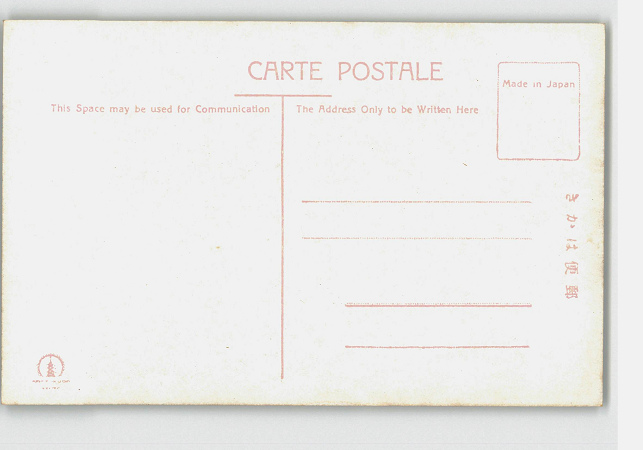 CARTE POSTALE
Made in Japan
This Space may be used for Communication
The Address Only to be Written Here
きかは便郵